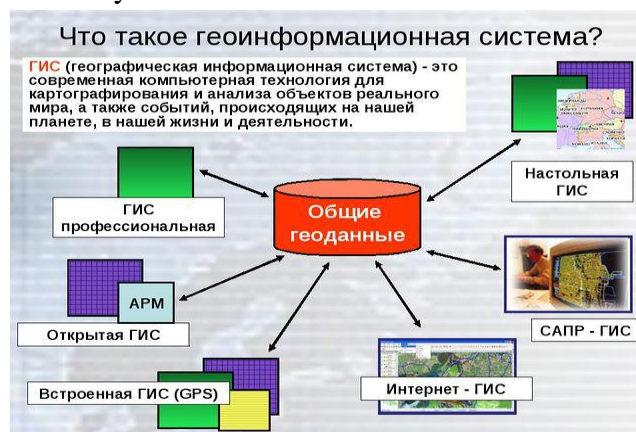 Что такое геоинформационная система?
ГИС (географическая информационная система) - это
современная компьютерная технология для
картографирования и анализа объектов реального
мира, а также событий, происходящих на нашей
планете, в нашей жизни и деятельности.
Настольная
ГИС
ГИС
профессиональная
Общие
геоданные
АРМ
Открытая ГИС
САПР - ГИС
Встроенная ГИС (GPS)
Интернет - ГИС